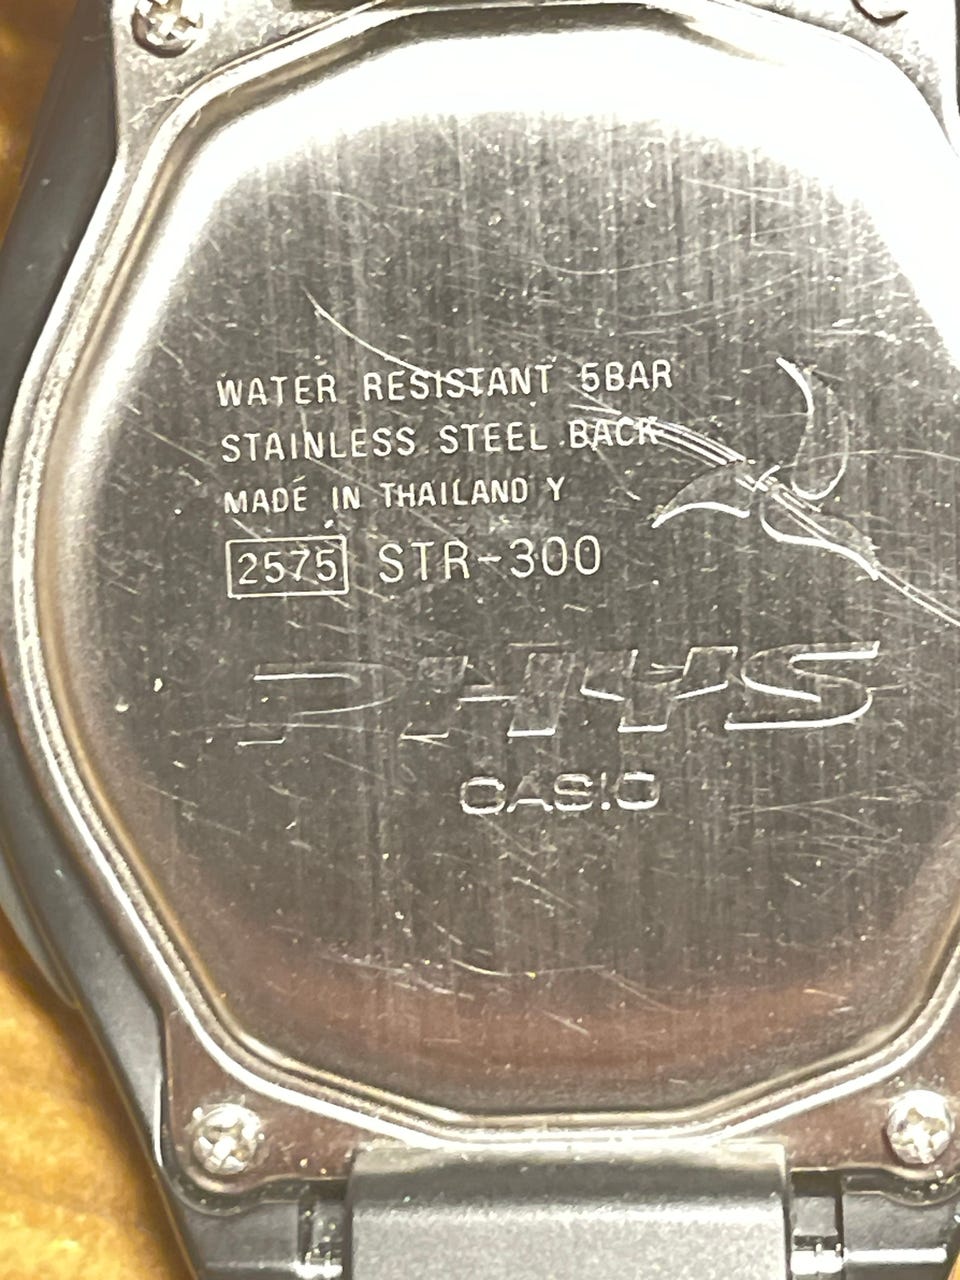 WATER RESISTANT 5BAR
STAINLESS STEEL BACK
MADE IN THAILAND Y
2575 STR-300
PHYS
CASIO